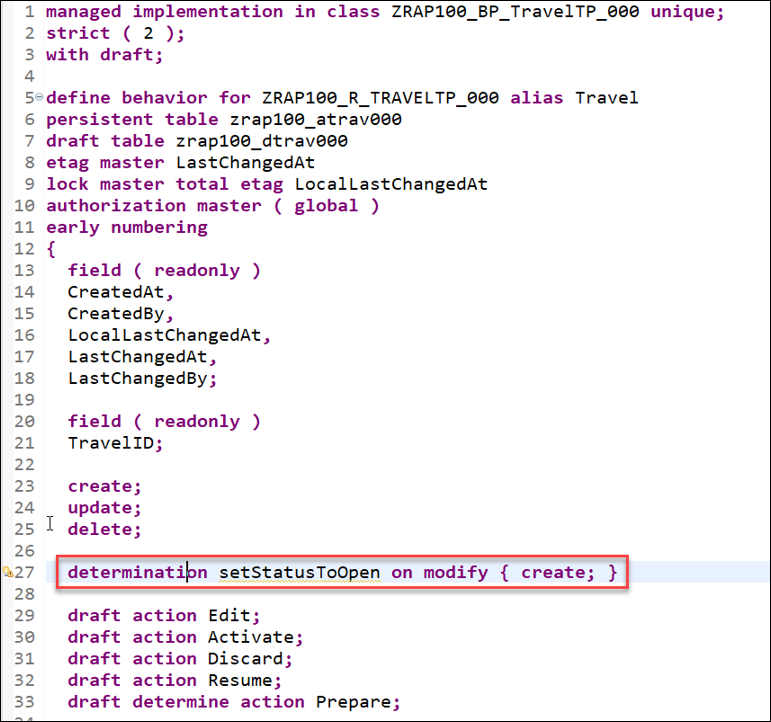 1 managed implementation in class ZRAP100_BP_TravelTP_000 unique;
2 strict ( 2 );
3 with draft;
4
5 define behavior for ZRAP100_R_TRAVELTP_000 alias Travel
6 persistent table zrap100_atrav000
7 draft table zrap100_dtrav000
8 etag master LastChangedAt
9 lock master total etag LocalLastChangedAt
10 authorization master ( global )
11 early numbering
12 {
13 field ( readonly )
14 CreatedAt,
15 CreatedBy,
16 LocalLastChangedAt,
17 LastChangedAt,
18 LastChangedBy;
19
20 field ( readonly )
21 TravelID;
22
23 create;
24 update;
25 delete;
26
27 determination setStatusToOpen on modify { create; }
28
29 draft action Edit;
30 draft action Activate;
31 draft action Discard;
32 draft action Resume;
33 draft determine action Prepare;